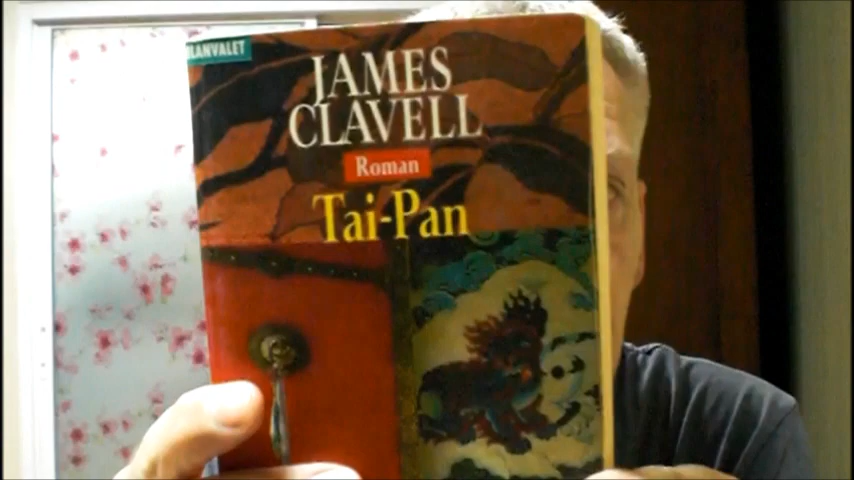 LANVALET
JAMES
CLAVELL
Roman
Tai-Pan